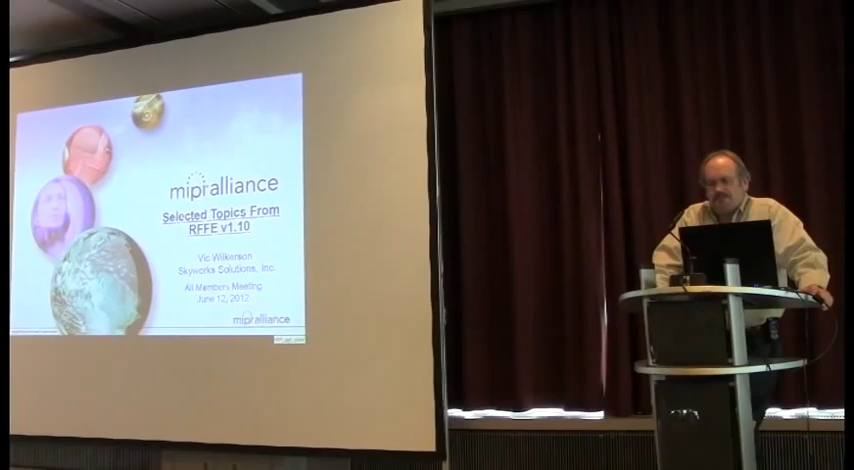 mipi alliance
Selected Topics From
RFFE v1.10
Vic Wilkerson
Skyworks Solutions, Inc.
All Members Meeting
June 12, 2012
mipi alliance